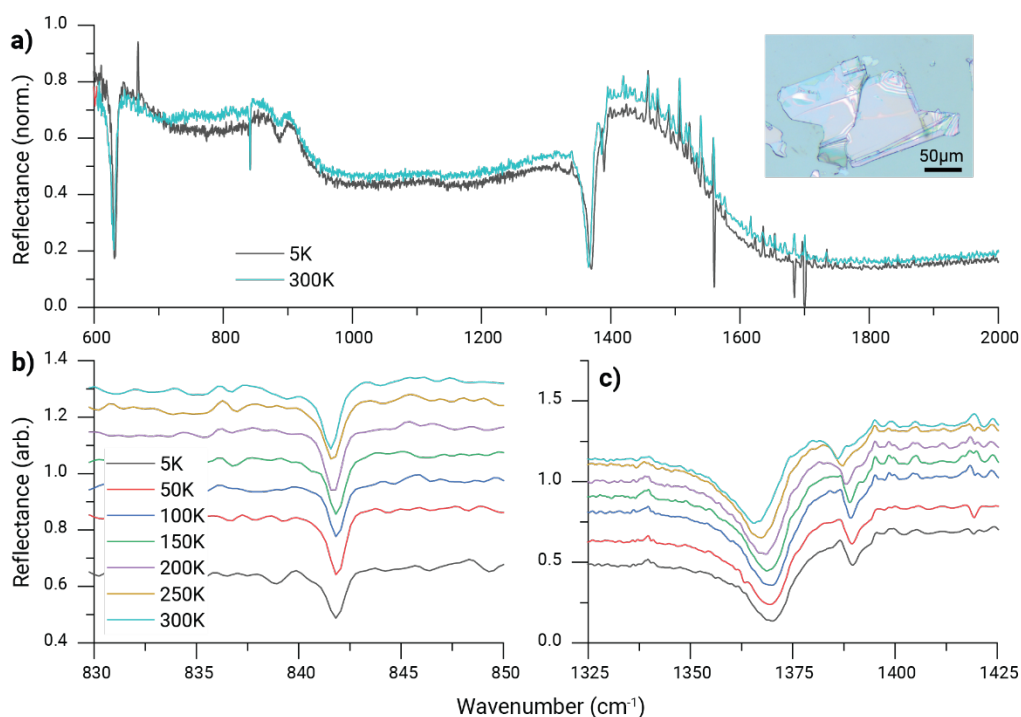 a)
Reflectance (norm.)
1.0
0.8
0.6
0.4
0.2
0.0
5K
300K
50µm
600 800 1000 1200 1400 1600 1800 2000
b)
Reflectance (arb.)
1.4
1.2
1.0
0.8
0.6
0.4
5K
50K
100K
150K
200K
250K
300K
830 835 840 845 850
c)
1.5
1.0
0.5
0.0
1325 1350 1375 1400 1425
Wavenumber (cm⁻¹)